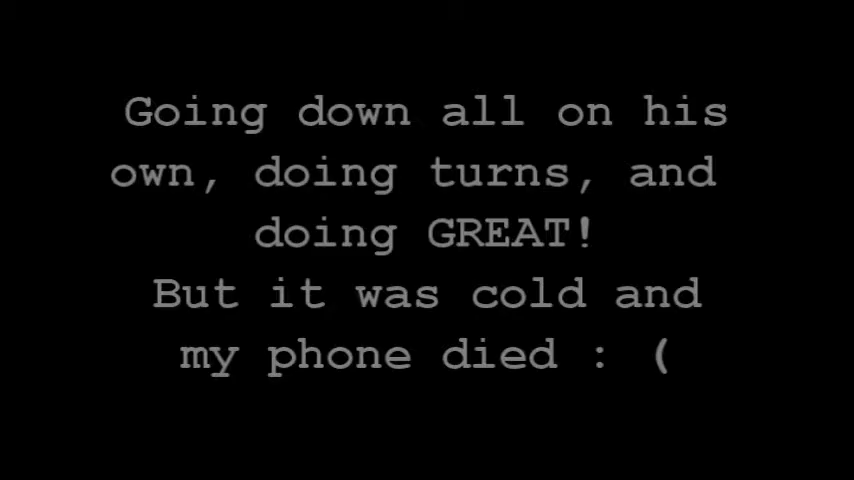 Going down all on his
own, doing turns, and
doing GREAT!
But it was cold and
my phone died : (